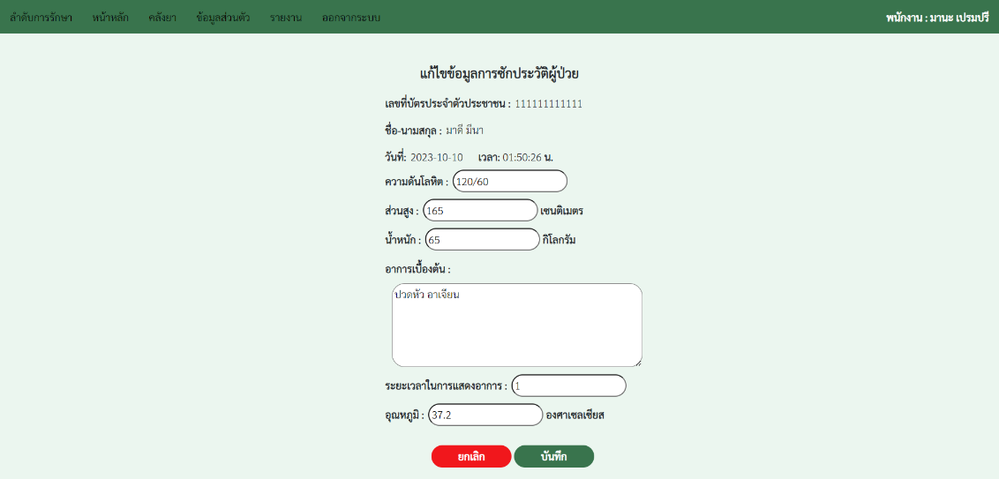 ลำดับการรักษา หน้าหลัก คลังยา ข้อมูลส่วนตัว รายงาน ออกจากระบบ พนักงาน : มานะ เปรมปรี
แก้ไขข้อมูลการซักประวัติผู้ป่วย
เลขที่บัตรประจำตัวประชาชน : 111111111111
ชื่อ-นามสกุล : มาดี มีนา
วันที่: 2023-10-10 เวลา: 01:50:26 น.
ความดันโลหิต : 120/60
ส่วนสูง : 165 เซนติเมตร
น้ำหนัก : 65 กิโลกรัม
อาการเบื้องต้น :
ปวดหัว อาเจียน
ระยะเวลาในการแสดงอาการ : 1
อุณหภูมิ : 37.2 องศาเซลเซียส
ยกเลิก บันทึก